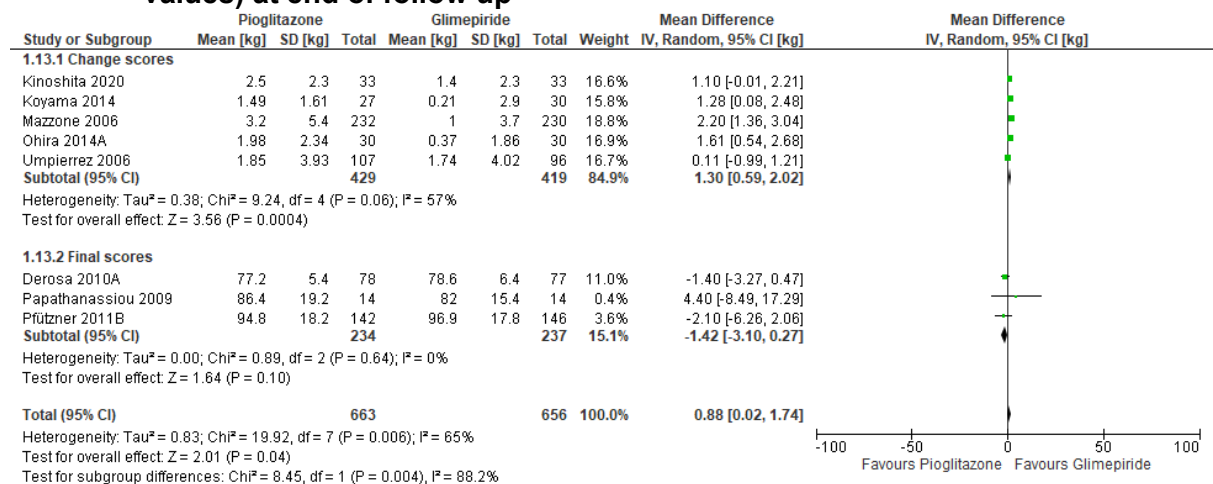 values) at end of follow up
Pioglitazone Glimepiride Mean Difference Mean Difference
Study or Subgroup Mean [kg] SD [kg] Total Mean [kg] SD [kg] Total Weight IV, Random, 95% CI [kg] IV, Random, 95% CI [kg]
1.13.1 Change scores
Kinoshita 2020 2.5 2.3 33 1.4 2.3 33 16.6% 1.10 [-0.01, 2.21]
Koyama 2014 1.49 1.61 27 0.21 2.9 30 15.8% 1.28 [0.08, 2.48]
Mazzone 2006 3.2 5.4 232 1 3.7 230 18.8% 2.20 [1.36, 3.04]
Ohira 2014A 1.98 2.34 30 0.37 1.86 30 16.9% 1.61 [0.54, 2.68]
Umpierrez 2006 1.85 3.93 107 1.74 4.02 96 16.7% 0.11 [-0.99, 1.21]
Subtotal (95% CI) 429 419 84.9% 1.30 [0.59, 2.02]
Heterogeneity: Tau² = 0.38; Chi² = 9.24, df = 4 (P = 0.06); I² = 57%
Test for overall effect: Z = 3.56 (P = 0.0004)
1.13.2 Final scores
Derosa 2010A 77.2 5.4 78 78.6 6.4 77 11.0% -1.40 [-3.27, 0.47]
Papathanassiou 2009 86.4 19.2 14 82 15.4 14 0.4% 4.40 [-8.49, 17.29]
Pfützner 2011B 94.8 18.2 142 96.9 17.8 146 3.6% -2.10 [-6.26, 2.06]
Subtotal (95% CI) 234 237 15.1% -1.42 [-3.10, 0.27]
Heterogeneity: Tau² = 0.00; Chi² = 0.89, df = 2 (P = 0.64); I² = 0%
Test for overall effect: Z = 1.64 (P = 0.10)
Total (95% CI) 663 656 100.0% 0.88 [0.02, 1.74]
Heterogeneity: Tau² = 0.83; Chi² = 19.92, df = 7 (P = 0.006); I² = 65%
Test for overall effect: Z = 2.01 (P = 0.04)
Test for subgroup differences: Chi² = 8.45, df = 1 (P = 0.004), I² = 88.2%
-100 -50 0 50 100
Favours Pioglitazone Favours Glimepiride